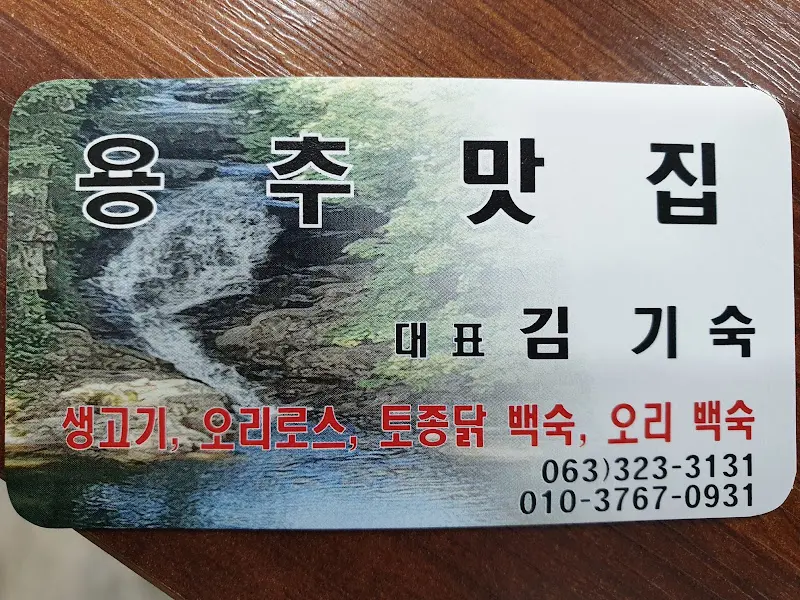 용추맛집
대표 김기숙
생고기, 오리로스, 토종닭 백숙, 오리 백숙
063)323-3131
010-3767-0931